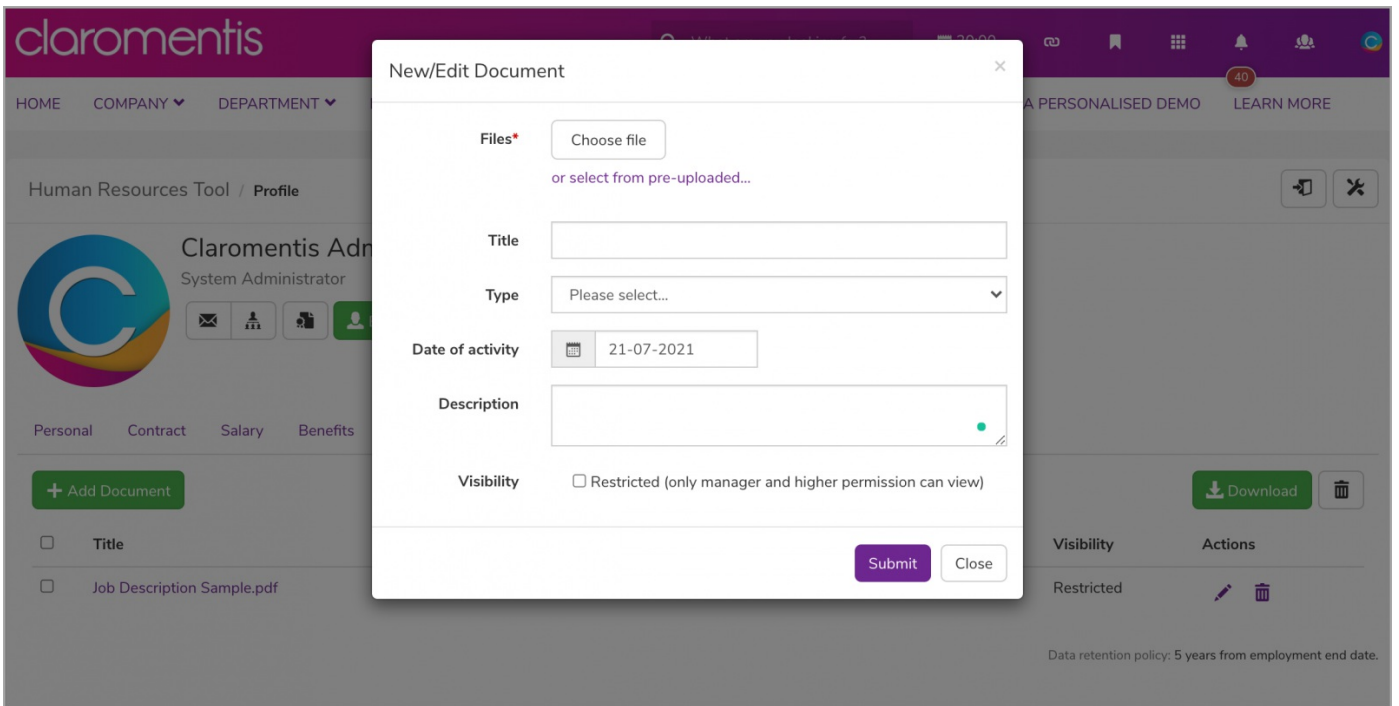 claromentis
New/Edit Document ×
40
HOME COMPANY DEPARTMENT A PERSONALISED DEMO LEARN MORE
Files* Choose file
or select from pre-uploaded...
Human Resources Tool / Profile
Claromentis Adm
System Administrator
Title
Type Please select...
Date of activity 21-07-2021
Description
Personal Contract Salary Benefits
Visibility Restricted (only manager and higher permission can view)
+ Add Document Download
Submit Close
Title Visibility Actions
Job Description Sample.pdf Restricted
Data retention policy: 5 years from employment end date.